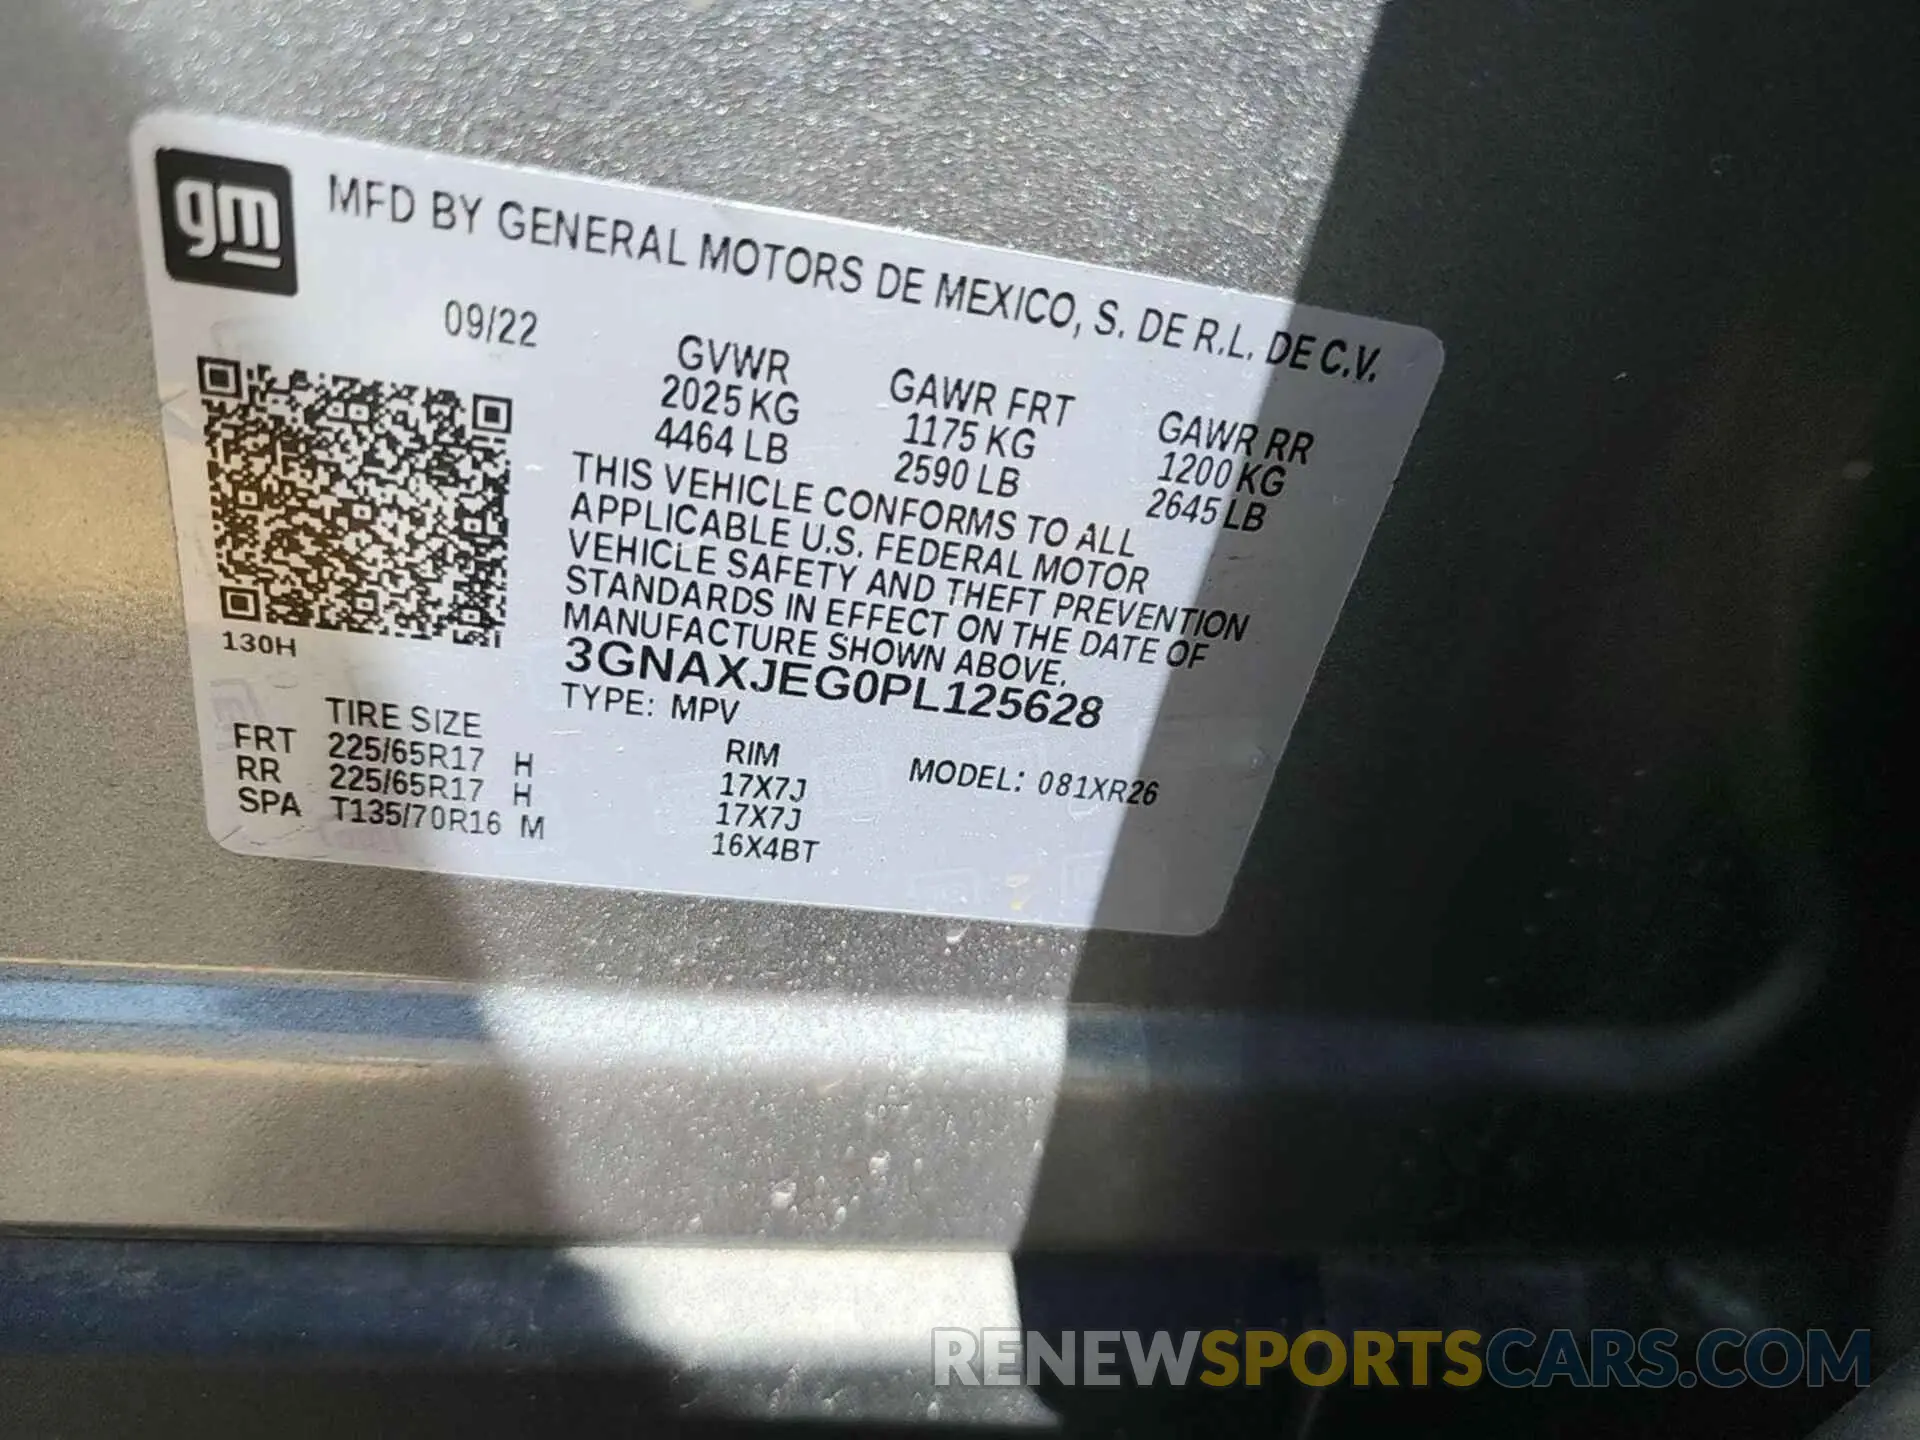 gm MFD BY GENERAL MOTORS DE MEXICO, S. DE R.L. DE C.V.
09/22
GVWR GAWR FRT GAWR RR
2025 KG 1175 KG 1200 KG
4464 LB 2590 LB 2645 LB
THIS VEHICLE CONFORMS TO ALL
APPLICABLE U.S. FEDERAL MOTOR
VEHICLE SAFETY AND THEFT PREVENTION
STANDARDS IN EFFECT ON THE DATE OF
MANUFACTURE SHOWN ABOVE.
130H
3GNAXJEG0PL125628
TYPE: MPV
TIRE SIZE RIM MODEL: 081XR26
FRT 225/65R17 H 17X7J
RR 225/65R17 H 17X7J
SPA T135/70R16 M 16X4BT
RENEWSPORTSCARS.COM